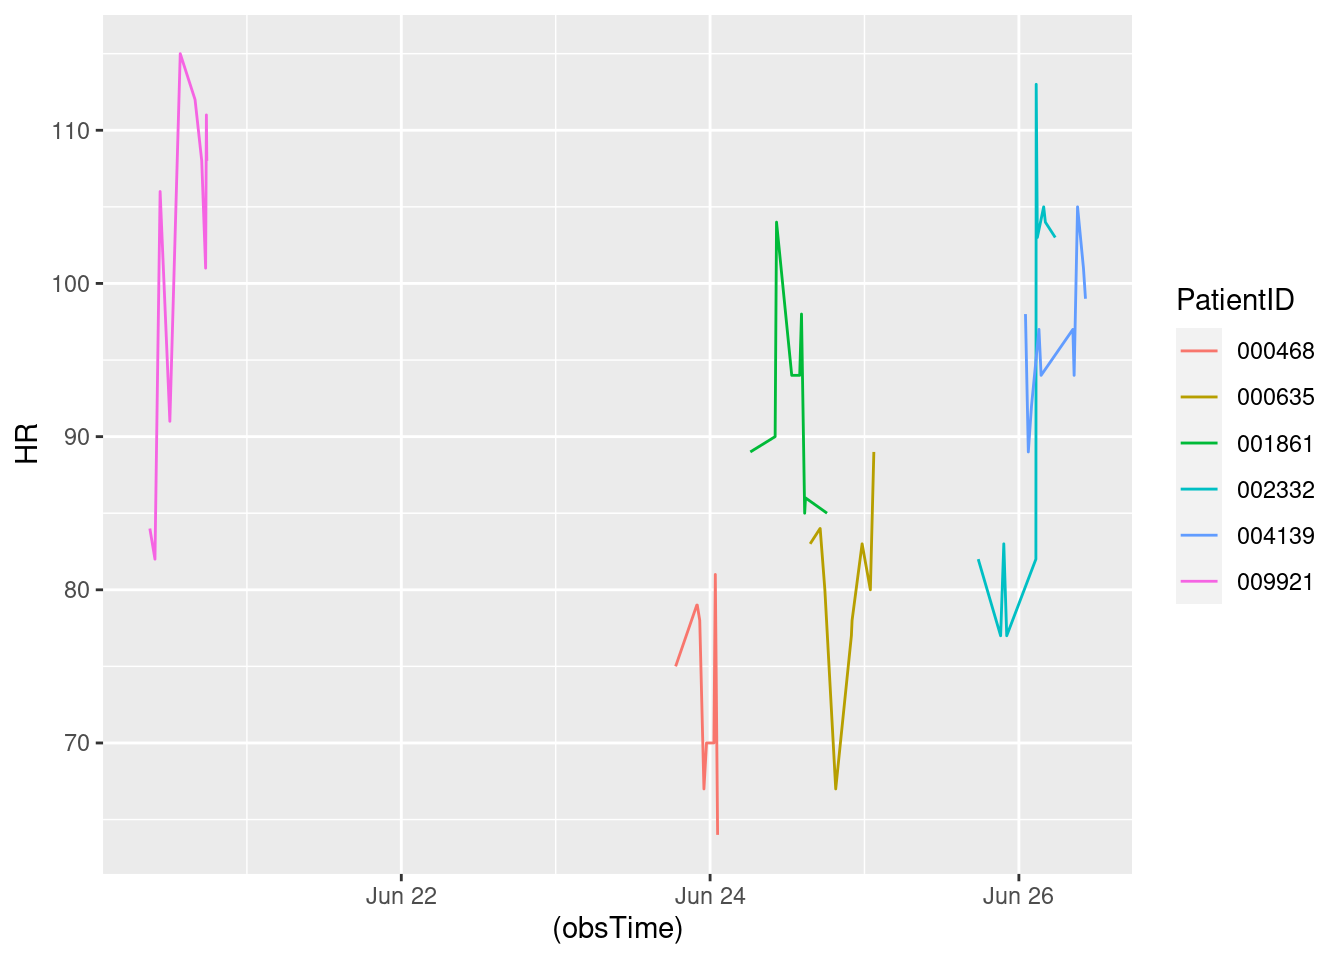 110
100
90
80
70
HR
Jun 22
Jun 24
Jun 26
(obsTime)
PatientID
000468
000635
001861
002332
004139
009921